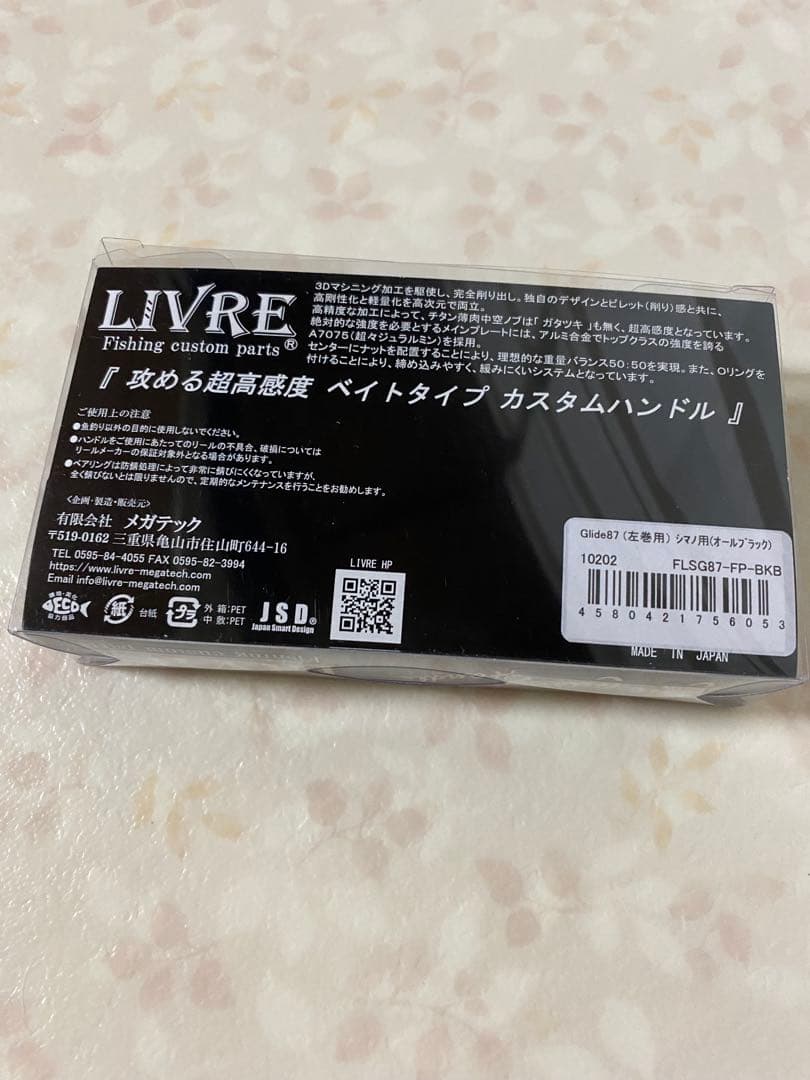 LIVRE®
Fishing custom parts
3Dマシニング加工を駆使し、完全削り出し。独自のデザインとビレット(削り)感と共に、
高剛性化と軽量化を高次元で両立。
高精度な加工によって、チタン薄肉中空ノブは「ガタツキ」も無く、超高感度となっています。
絶対的な強度を必要とするメインプレートには、アルミ合金でトップクラスの強度を誇る
A7075(超々ジュラルミン)を採用。
センターにナットを配置することにより、理想的な重量バランス50:50を実現。また、Oリングを
付けることにより、締め込みやすく、緩みにくいシステムとなっています。
『 攻める超高感度 ベイトタイプ カスタムハンドル 』
ご使用上の注意
●魚釣り以外の目的に使用しないでください。
●ハンドルをご使用にあたってのリールの不具合、破損については
リールメーカーの保証対象外となる場合があります。
●ベアリングは防錆処理によって非常に錆びにくくなっていますが、
全く錆びないとは限りませんので、定期的なメンテナンスを行うことをお勧めします。
<企画・製造・販売元>
有限会社 メガテック
〒519-0162 三重県亀山市住山町644-16
TEL 0595-84-4055 FAX 0595-82-3994
https://www.livre-megatech.com
Email info@livre-megatech.com
ECO
紙 台紙
プラ 外 箱:PET
中 敷:PET
JSD®
Japan Smart Design
LIVRE HP
Glide87 (左巻用) シマノ用(オールブラック)
10202 FLSG87-FP-BKB
4580421756053
MADE IN JAPAN